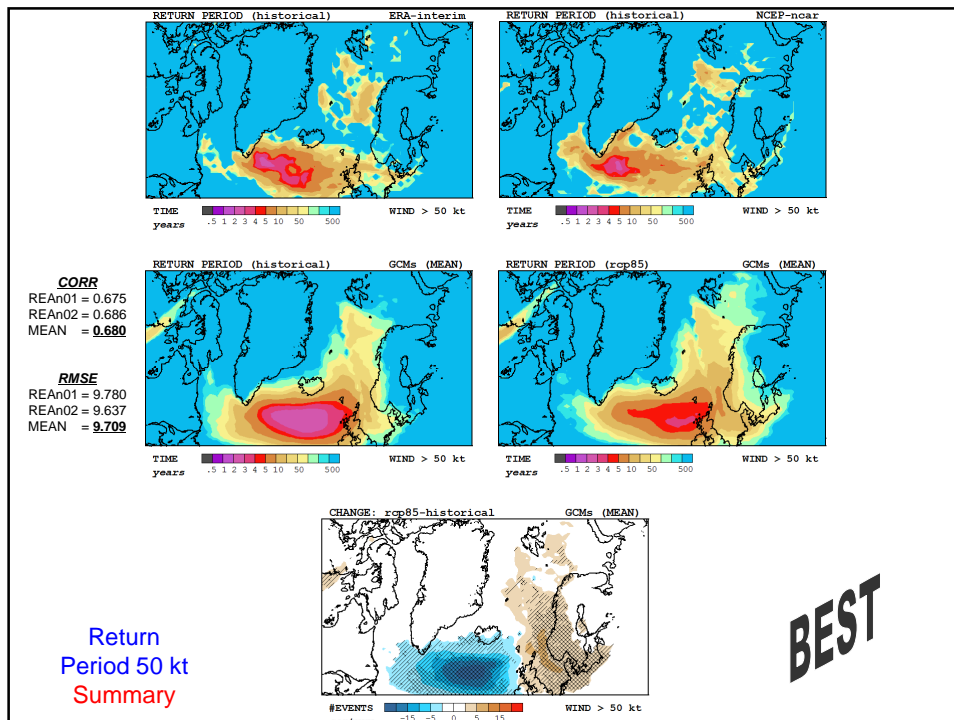 RETURN PERIOD (historical) ERA-interim
TIME
years
.5 1 2 3 4 5 10 50 500
WIND > 50 kt
RETURN PERIOD (historical) NCEP-ncar
TIME
years
.5 1 2 3 4 5 10 50 500
WIND > 50 kt
CORR
REAn01 = 0.675
REAn02 = 0.686
MEAN = 0.680
RMSE
REAn01 = 9.780
REAn02 = 9.637
MEAN = 9.709
RETURN PERIOD (historical) GCMs (MEAN)
TIME
years
.5 1 2 3 4 5 10 50 500
WIND > 50 kt
RETURN PERIOD (rcp85) GCMs (MEAN)
TIME
years
.5 1 2 3 4 5 10 50 500
WIND > 50 kt
CHANGE: rcp85-historical GCMs (MEAN)
#EVENTS
-15 -5 0 5 15
WIND > 50 kt
Return
Period 50 kt
Summary
BEST